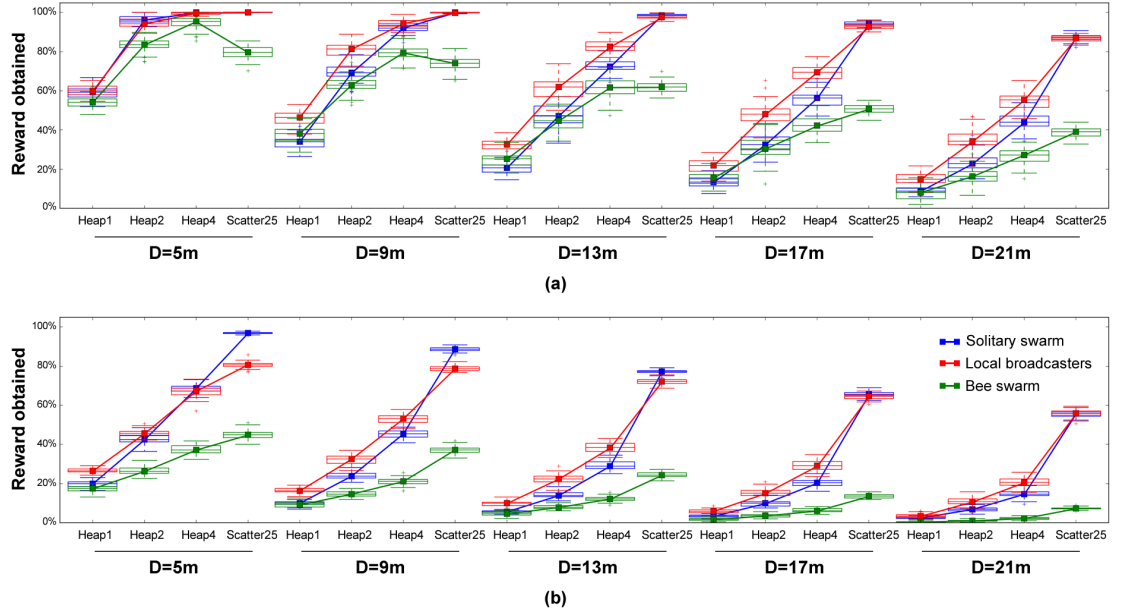 Reward obtained
100%
80%
60%
40%
20%
0%
Heap1 Heap2 Heap4 Scatter25 Heap1 Heap2 Heap4 Scatter25 Heap1 Heap2 Heap4 Scatter25 Heap1 Heap2 Heap4 Scatter25 Heap1 Heap2 Heap4 Scatter25
D=5m D=9m D=13m D=17m D=21m
(a)
Reward obtained
100%
80%
60%
40%
20%
0%
Solitary swarm
Local broadcasters
Bee swarm
Heap1 Heap2 Heap4 Scatter25 Heap1 Heap2 Heap4 Scatter25 Heap1 Heap2 Heap4 Scatter25 Heap1 Heap2 Heap4 Scatter25 Heap1 Heap2 Heap4 Scatter25
D=5m D=9m D=13m D=17m D=21m
(b)